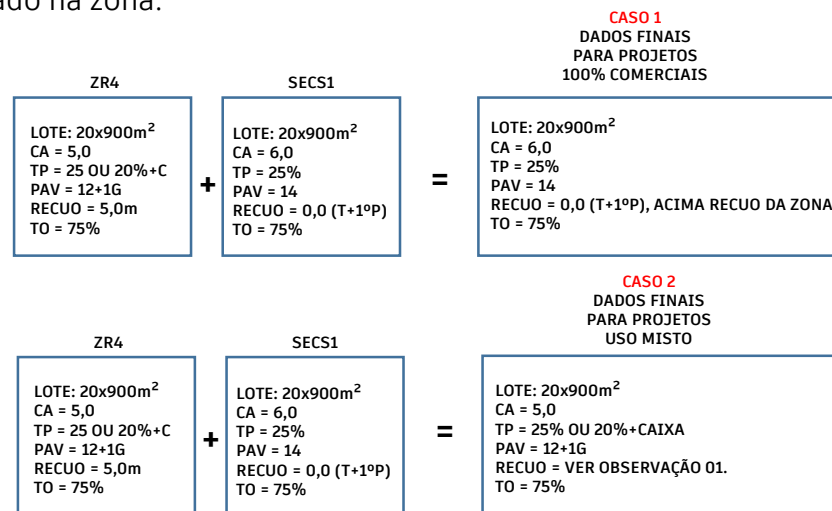 ado na zona.
CASO 1
DADOS FINAIS
PARA PROJETOS
100% COMERCIAIS
ZR4
SECS1
LOTE: 20x900m²
CA = 5,0
TP = 25 OU 20%+C
PAV = 12+1G
RECUO = 5,0m
TO = 75%
+
LOTE: 20x900m²
CA = 6,0
TP = 25%
PAV = 14
RECUO = 0,0 (T+1ºP)
TO = 75%
=
LOTE: 20x900m²
CA = 6,0
TP = 25%
PAV = 14
RECUO = 0,0 (T+1ºP), ACIMA RECUO DA ZONA
TO = 75%
CASO 2
DADOS FINAIS
PARA PROJETOS
USO MISTO
ZR4
SECS1
LOTE: 20x900m²
CA = 5,0
TP = 25 OU 20%+C
PAV = 12+1G
RECUO = 5,0m
TO = 75%
+
LOTE: 20x900m²
CA = 6,0
TP = 25%
PAV = 14
RECUO = 0,0 (T+1ºP)
TO = 75%
=
LOTE: 20x900m²
CA = 5,0
TP = 25% OU 20%+CAIXA
PAV = 12+1G
RECUO = VER OBSERVAÇÃO 01.
TO = 75%